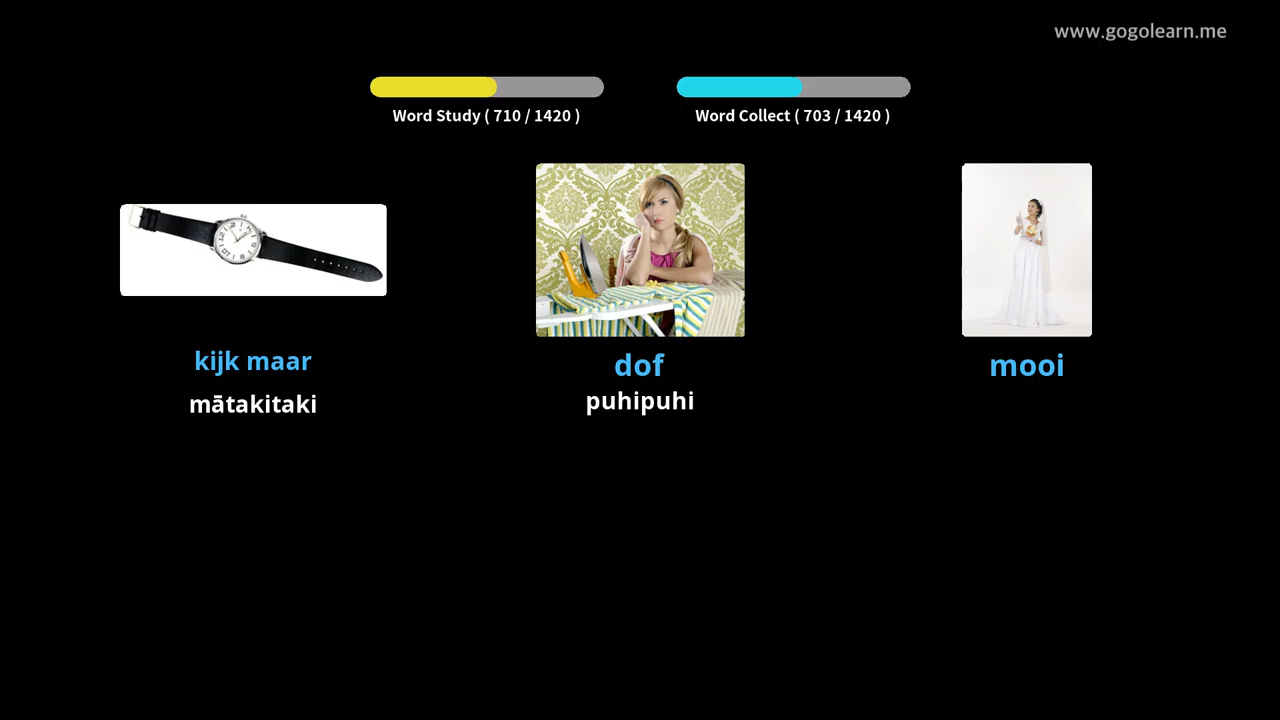 www.gogolearn.me
Word Study ( 710 / 1420 )
Word Collect ( 703 / 1420 )
kijk maar
mātakitaki
dof
puhipuhi
mooi